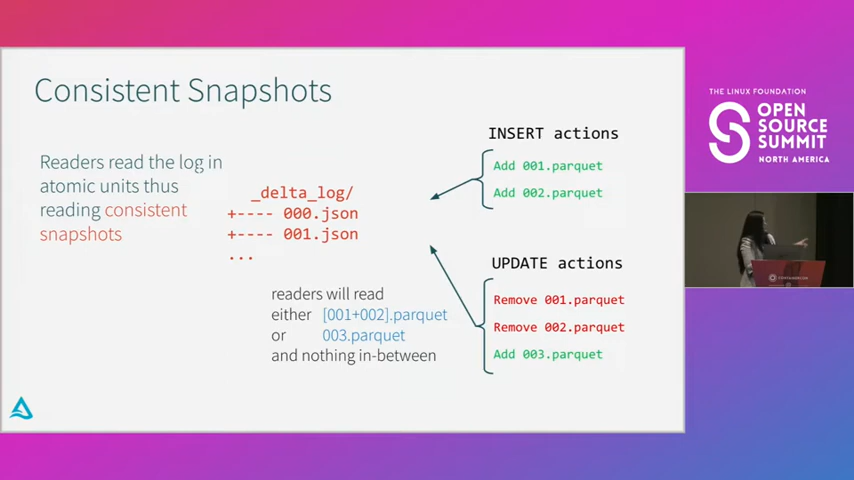 Consistent Snapshots
Readers read the log in
atomic units thus
reading consistent
snapshots
_delta_log/
+---- 000.json
+---- 001.json
...
readers will read
either [001+002].parquet
or 003.parquet
and nothing in-between
INSERT actions
Add 001.parquet
Add 002.parquet
UPDATE actions
Remove 001.parquet
Remove 002.parquet
Add 003.parquet
THE LINUX FOUNDATION
OPEN
SOURCE
SUMMIT
NORTH AMERICA